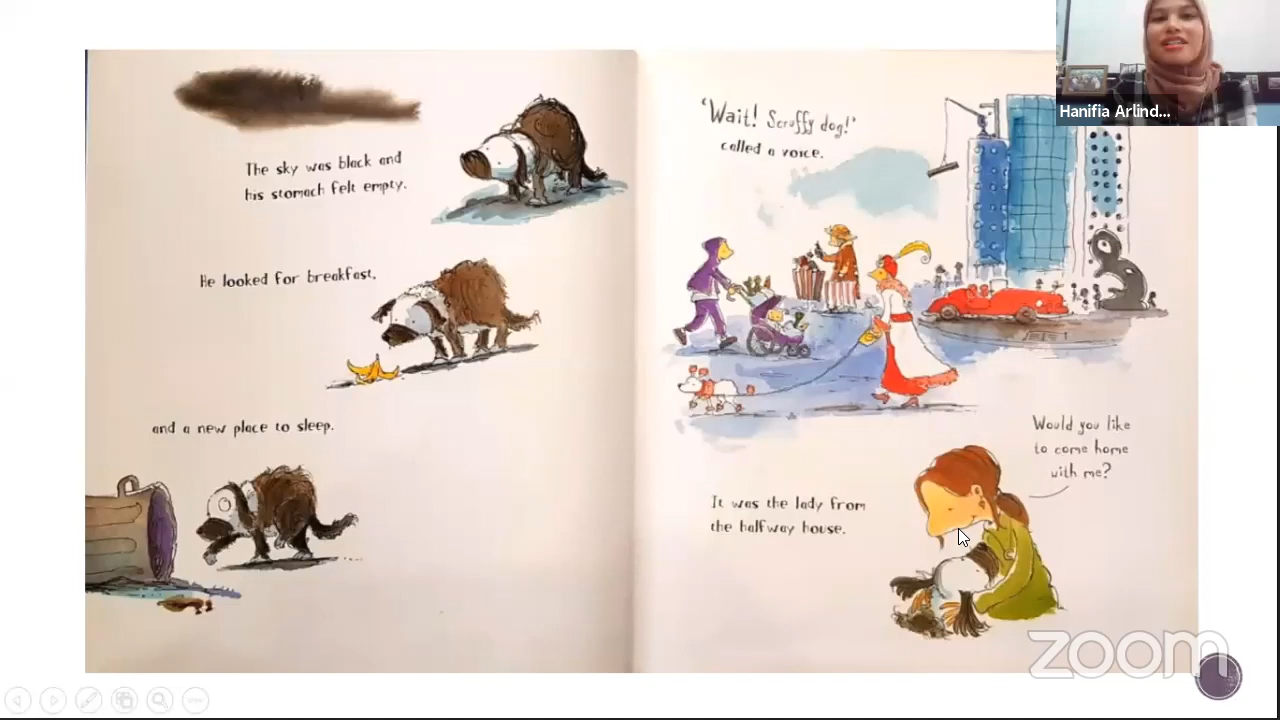 The sky was black and
his stomach felt empty.
He looked for breakfast,
and a new place to sleep.
'Wait! Scruffy dog!'
called a voice.
Would you like
to come home
with me?
It was the lady from
the halfway house.
Hanifia Arlind...
zoom